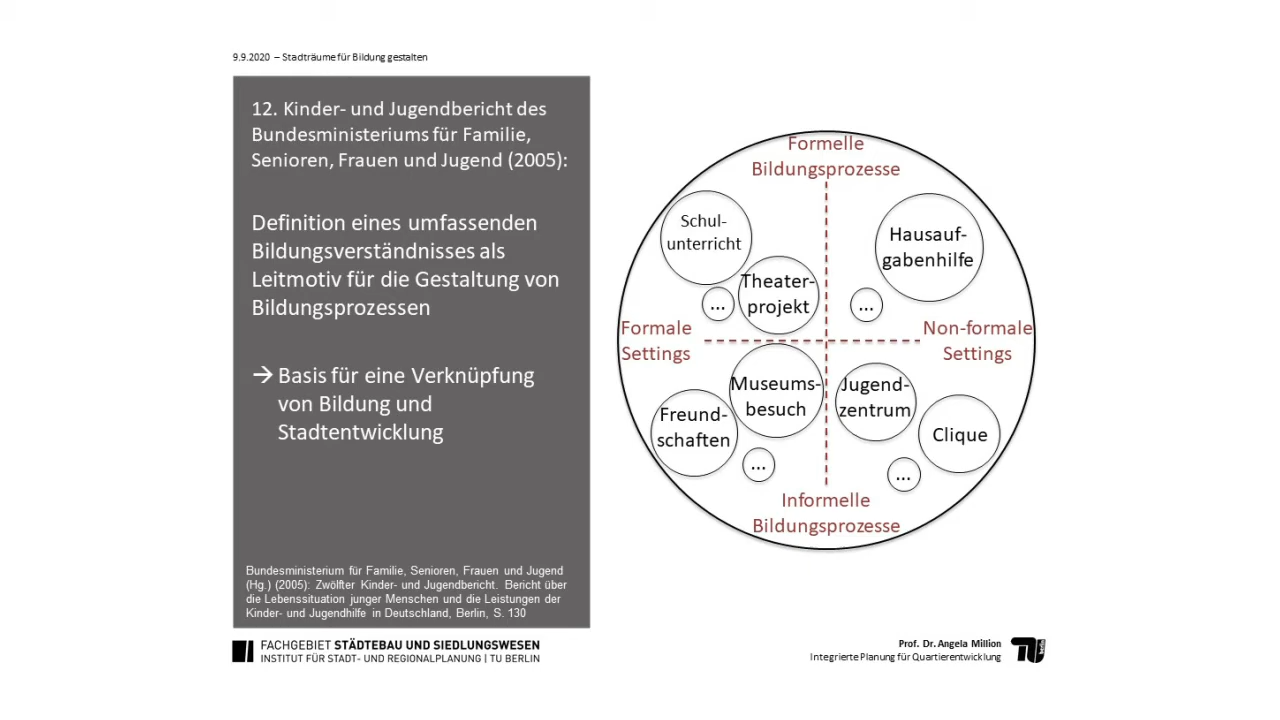 9.9.2020 – Stadträume für Bildung gestalten
12. Kinder- und Jugendbericht des
Bundesministeriums für Familie,
Senioren, Frauen und Jugend (2005):
Definition eines umfassenden
Bildungsverständnisses als
Leitmotiv für die Gestaltung von
Bildungsprozessen
→ Basis für eine Verknüpfung
von Bildung und
Stadtentwicklung
Bundesministerium für Familie, Senioren, Frauen und Jugend
(Hg.) (2005): Zwölfter Kinder- und Jugendbericht. Bericht über
die Lebenssituation junger Menschen und die Leistungen der
Kinder- und Jugendhilfe in Deutschland, Berlin, S. 130
Formelle
Bildungsprozesse
Schul-
unterricht
Hausauf-
gabenhilfe
Theater-
projekt
...
...
Formale
Settings
Non-formale
Settings
Museums-
besuch
Jugend-
zentrum
Freund-
schaften
Clique
...
...
Informelle
Bildungsprozesse
FACHGEBIET STÄDTEBAU UND SIEDLUNGSWESEN
INSTITUT FÜR STADT- UND REGIONALPLANUNG | TU BERLIN
Prof. Dr. Angela Million
Integrierte Planung für Quartierentwicklung
TU berlin